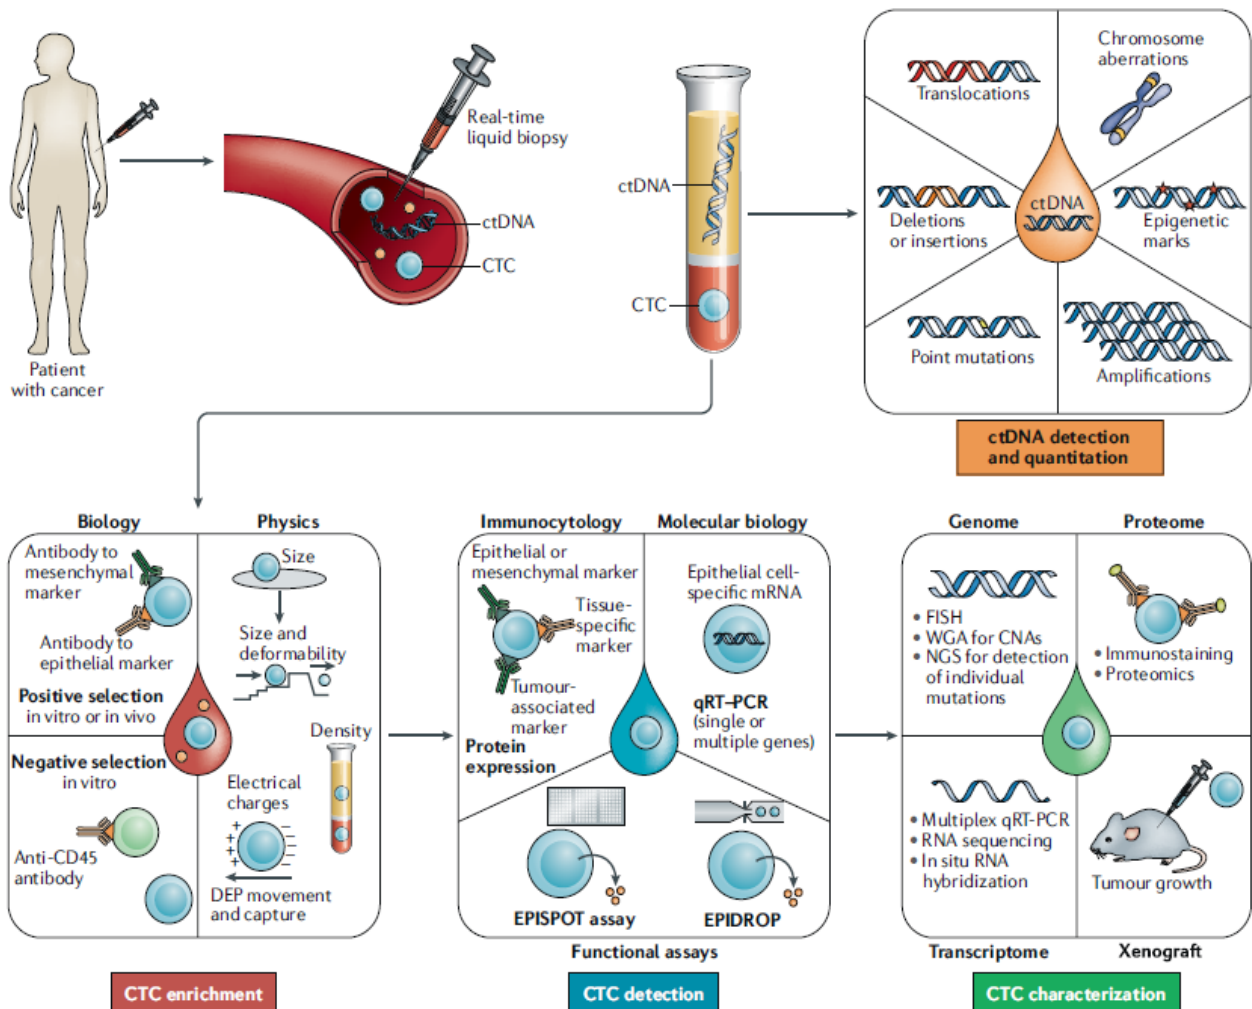 Patient
with cancer
Real-time
liquid biopsy
ctDNA
CTC
ctDNA
CTC
Translocations
Chromosome
aberrations
Deletions
or insertions
ctDNA
Epigenetic
marks
Point mutations
Amplifications
ctDNA detection
and quantitation
Biology
Physics
Antibody to
mesenchymal
marker
Antibody to
epithelial marker
Positive selection
in vitro or in vivo
Negative selection
in vitro
Anti-CD45
antibody
Size
Size and
deformability
Density
Electrical
charges
+ −
+ −
+ −
+ −
DEP movement
and capture
CTC enrichment
Immunocytology
Molecular biology
Epithelial or
mesenchymal marker
Tissue-
specific
marker
Tumour-
associated
marker
Protein
expression
Epithelial cell-
specific mRNA
qRT–PCR
(single or
multiple genes)
EPISPOT assay
EPIDROP
Functional assays
CTC detection
Genome
Proteome
• FISH
• WGA for CNAs
• NGS for detection
of individual
mutations
• Immunostaining
• Proteomics
• Multiplex qRT-PCR
• RNA sequencing
• In situ RNA
hybridization
Tumour growth
Transcriptome
Xenograft
CTC characterization